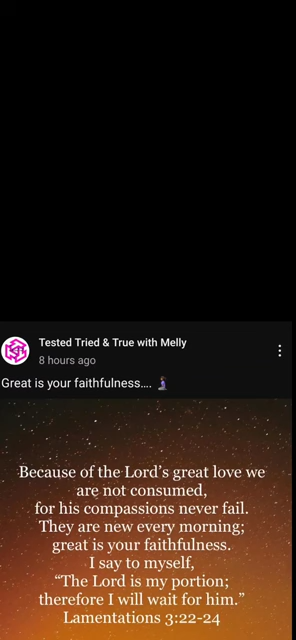 Tested Tried & True with Melly
8 hours ago
Great is your faithfulness.... 🧎🏾‍♀️
Because of the Lord's great love we
are not consumed,
for his compassions never fail.
They are new every morning;
great is your faithfulness.
I say to myself,
“The Lord is my portion;
therefore I will wait for him.”
Lamentations 3:22-24